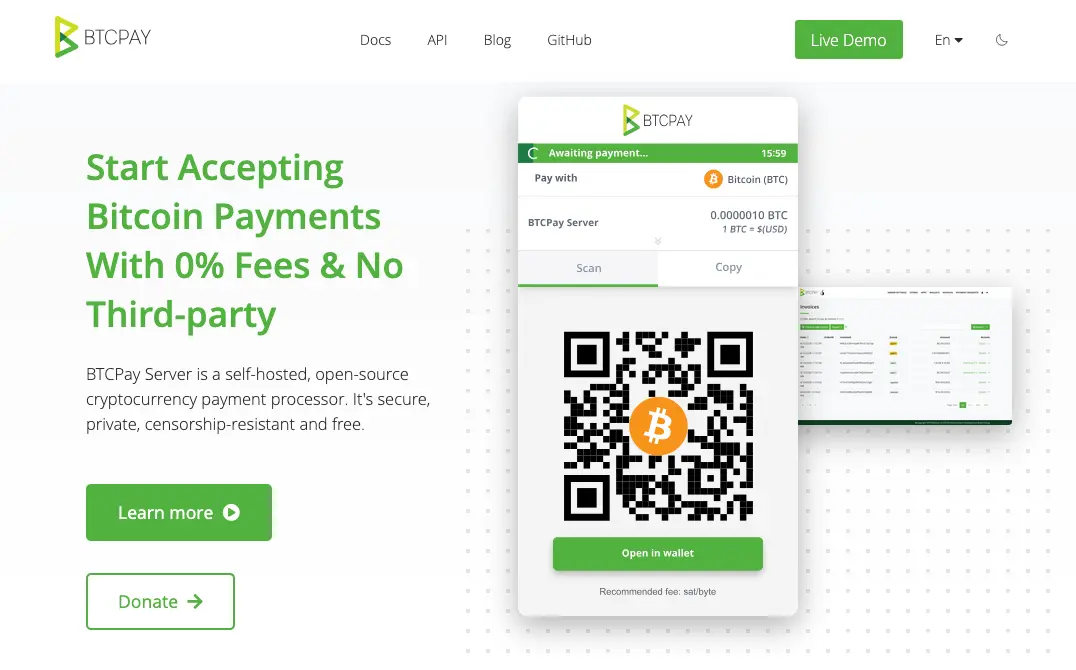 BTCPAY
Docs
API
Blog
GitHub
Live Demo
En
Start Accepting
Bitcoin Payments
With 0% Fees & No
Third-party
BTCPay Server is a self-hosted, open-source
cryptocurrency payment processor. It's secure,
private, censorship-resistant and free.
Learn more
Donate
BTCPAY
Awaiting payment... 15:59
Pay with Bitcoin (BTC)
BTCPay Server 0.0000010 BTC
1 BTC = $(USD)
Scan Copy
Open in wallet
Recommended fee: sat/byte
BTCPAY
Invoices